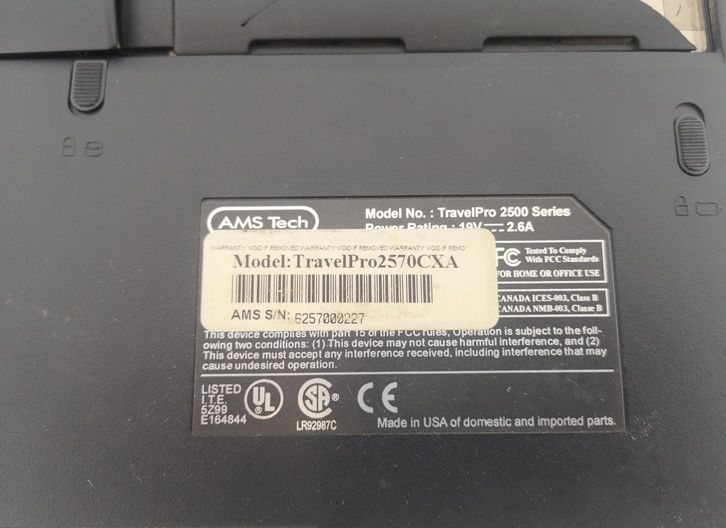 AMS Tech
Model No. : TravelPro 2500 Series
Power Rating : 19V 2.6A
WARRANTY VOID IF REMOVED WARRANTY VOID IF REMOVED WARRANTY VOID IF REMO
Model:TravelPro2570CXA
AMS S/N: 6257000227
FC Tested To Comply
With FCC Standards
FOR HOME OR OFFICE USE
CANADA ICES-003, Class B
CANADA NMB-003, Classe B
This device complies with part 15 of the FCC rules, Operation is subject to the fol-
owing two conditions: (1) This device may not cause harmful interference, and (2)
This device must accept any interference received, including interference that may
cause undesired operation.
LISTED
I.T.E.
5Z99
E164844
UL
SA
LR92987C
CE
Made in USA of domestic and imported parts.